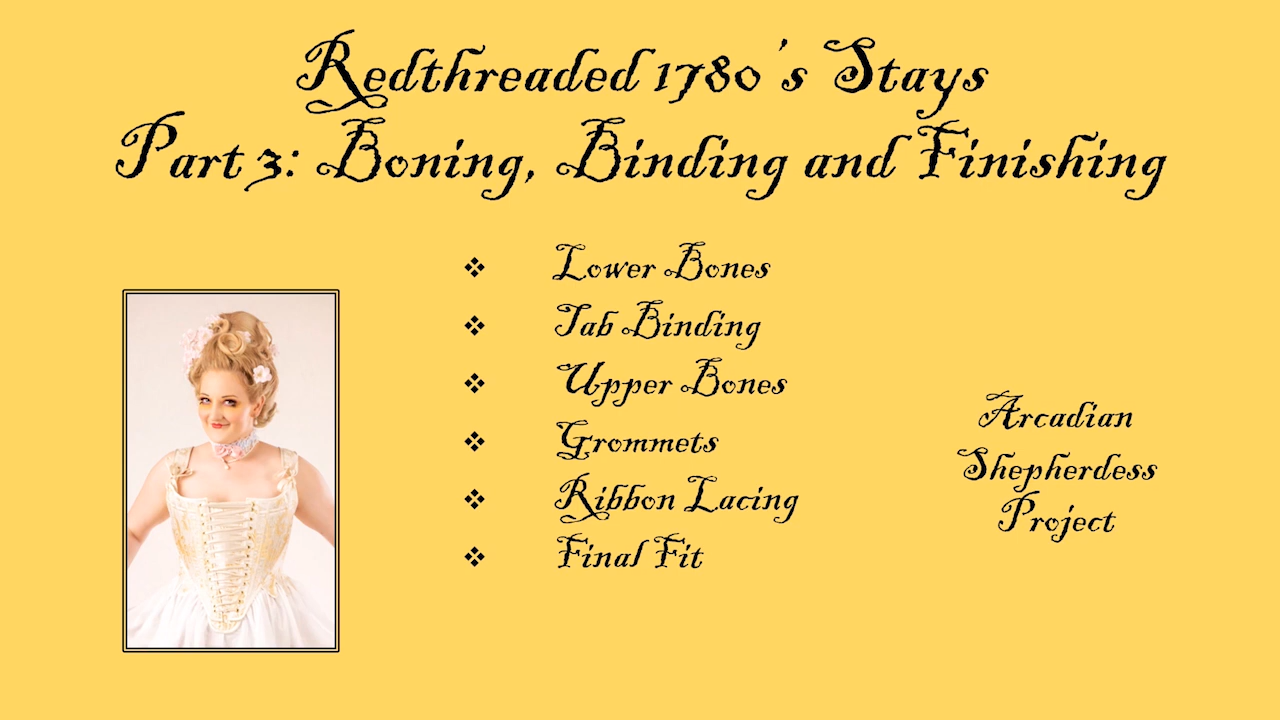 Redthreaded 1780's Stays
Part 3: Boning, Binding and Finishing
❖ Lower Bones
❖ Tab Binding
❖ Upper Bones
❖ Grommets
❖ Ribbon Lacing
❖ Final Fit
Arcadian
Shepherdess
Project